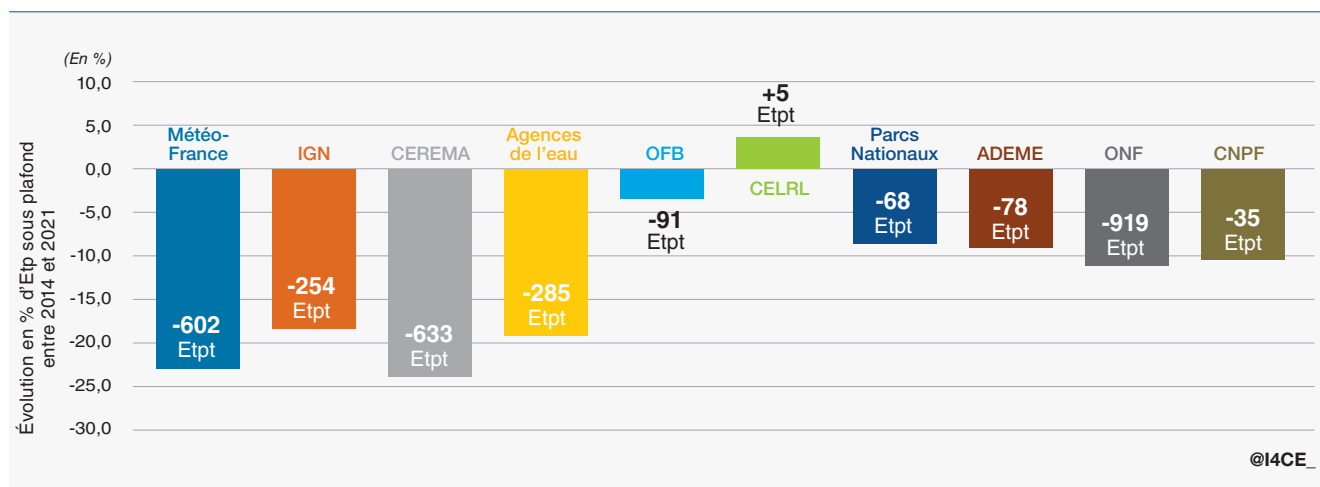 (En %)
10,0
5,0
0,0
-5,0
-10,0
-15,0
-20,0
-25,0
-30,0
Évolution en % d'Etp sous plafond
entre 2014 et 2021
Météo-
France
-602
Etpt
IGN
-254
Etpt
CEREMA
-633
Etpt
Agences
de l'eau
-285
Etpt
OFB
-91
Etpt
+5
Etpt
CELRL
Parcs
Nationaux
-68
Etpt
ADEME
-78
Etpt
ONF
-919
Etpt
CNPF
-35
Etpt
@I4CE_